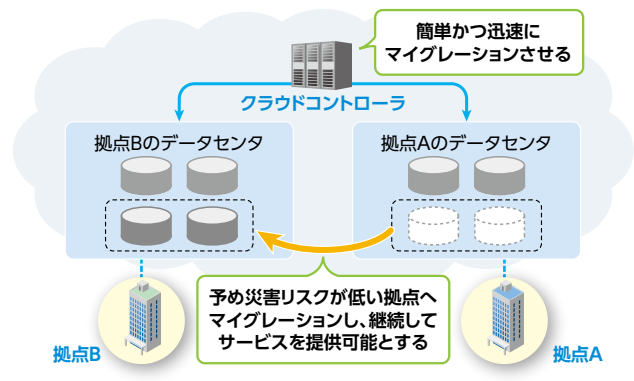 簡単かつ迅速に
マイグレーションさせる
クラウドコントローラ
拠点Bのデータセンタ
拠点Aのデータセンタ
予め災害リスクが低い拠点へ
マイグレーションし、継続して
サービスを提供可能とする
拠点B
拠点A